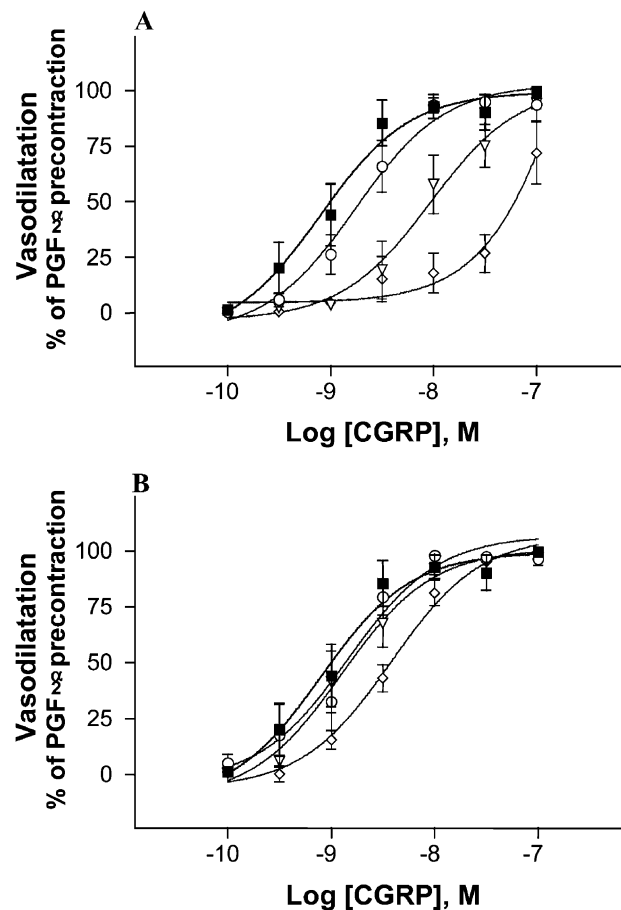 A
Vasodilatation
% of PGF precontraction
100
75
50
25
0
-10 -9 -8 -7
Log [CGRP], M
B
Vasodilatation
% of PGF precontraction
100
75
50
25
0
-10 -9 -8 -7
Log [CGRP], M